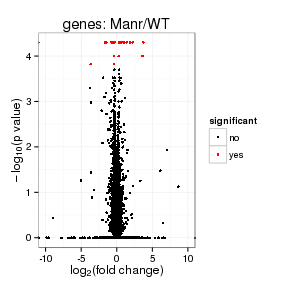 genes: Manr/WT
−log10(p value)
4
3
2
1
0
-10
-5
0
5
10
log2(fold change)
significant
no
yes